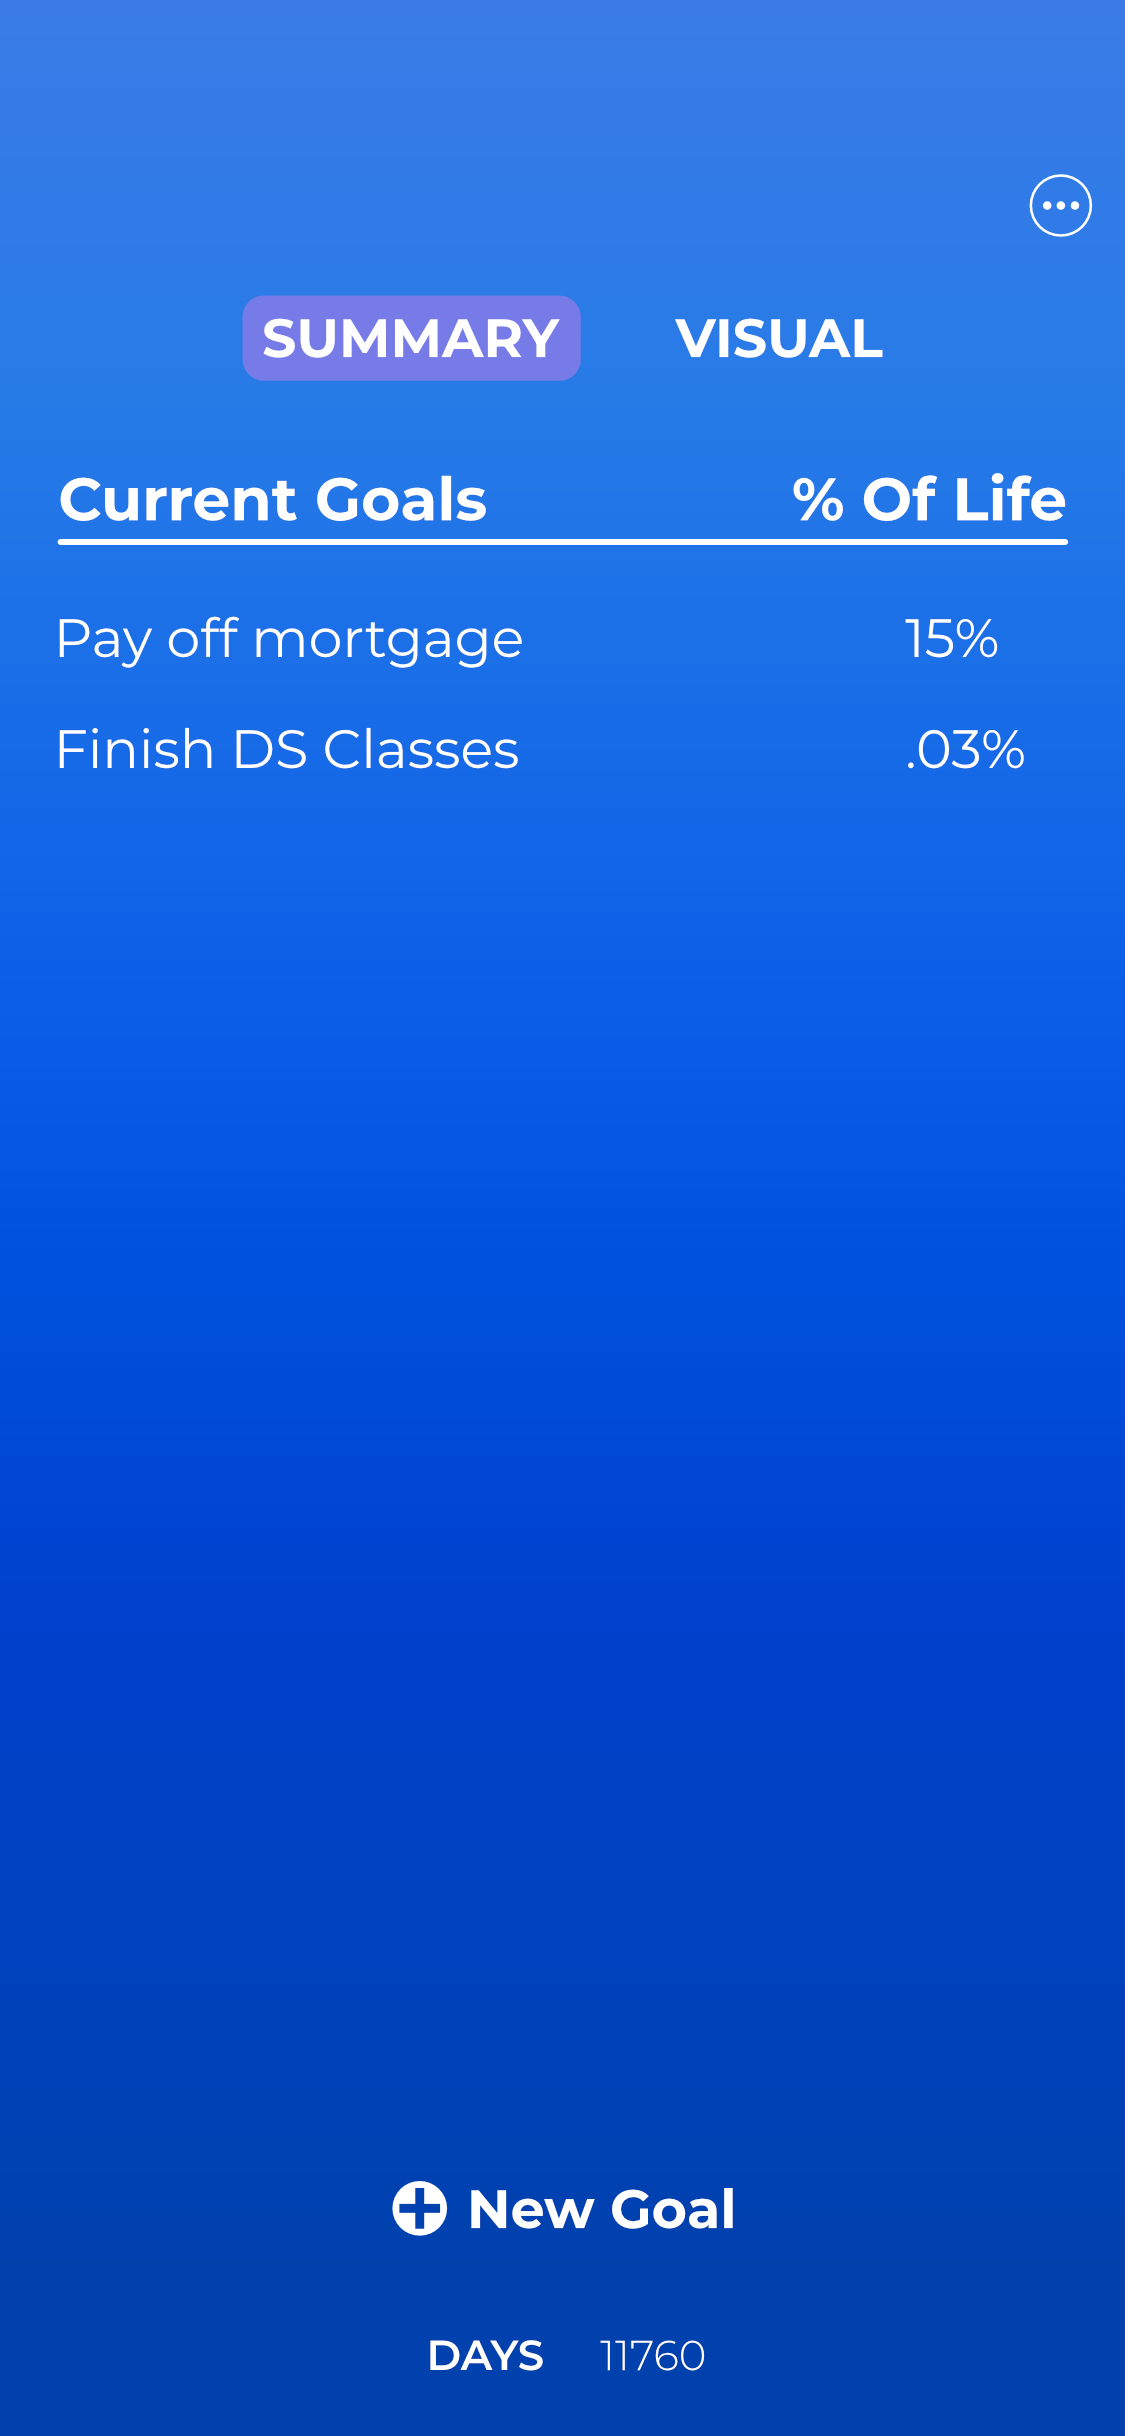 SUMMARY VISUAL
Current Goals % Of Life
Pay off mortgage 15%
Finish DS Classes .03%
New Goal
DAYS 11760